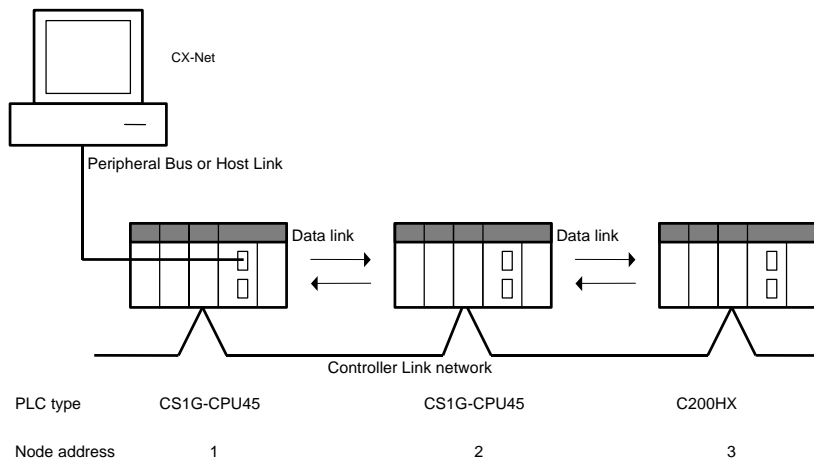 CX-Net
Peripheral Bus or Host Link
Data link
Data link
Controller Link network
PLC type CS1G-CPU45 CS1G-CPU45 C200HX
Node address 1 2 3